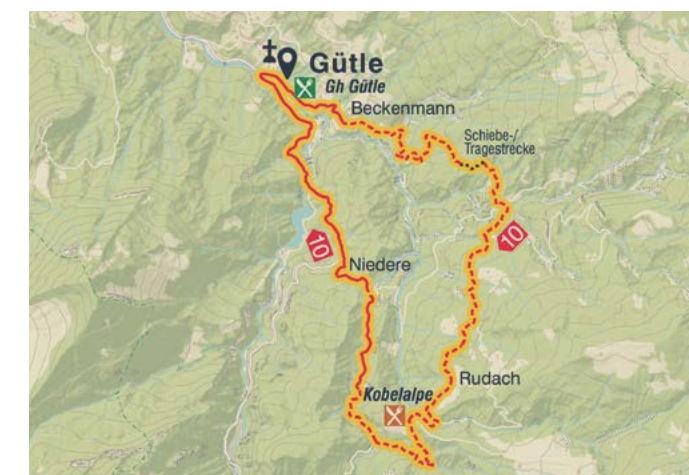 Gütle
Gh Gütle
Beckenmann
Schiebe-/
Tragestrecke
10
10
Niedere
Rudach
Kobelalpe